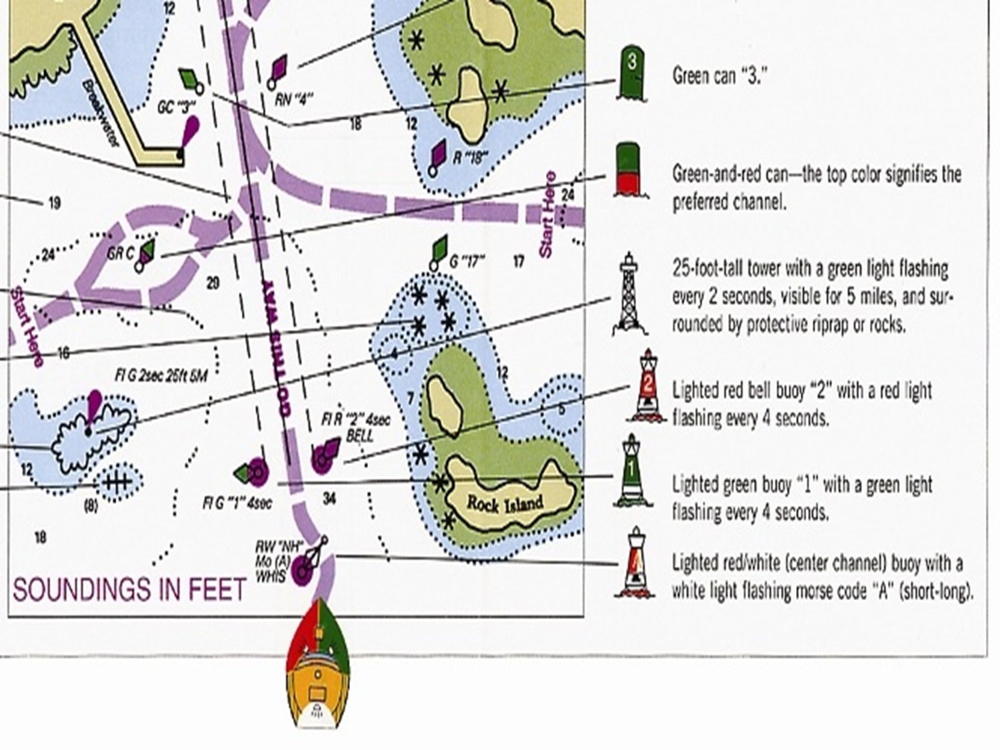 12
GC "3"
RN "4"
Breakwater
18
12
R "18"
3
Green can "3."
Green-and-red can—the top color signifies the
preferred channel.
19
24
Start Here
24
GR C
29
G "17"
17
25-foot-tall tower with a green light flashing
every 2 seconds, visible for 5 miles, and sur-
rounded by protective riprap or rocks.
Start Here
16
GO THIS WAY
4
12
Fl G 2sec 25ft 5M
7
5
2
Lighted red bell buoy "2" with a red light
flashing every 4 seconds.
Fl R "2" 4sec
BELL
12
(8)
Fl G "1" 4sec
34
Rock Island
1
Lighted green buoy "1" with a green light
flashing every 4 seconds.
18
RW "NH"
Mo (A)
WHIS
Lighted red/white (center channel) buoy with a
white light flashing morse code "A" (short-long).
SOUNDINGS IN FEET